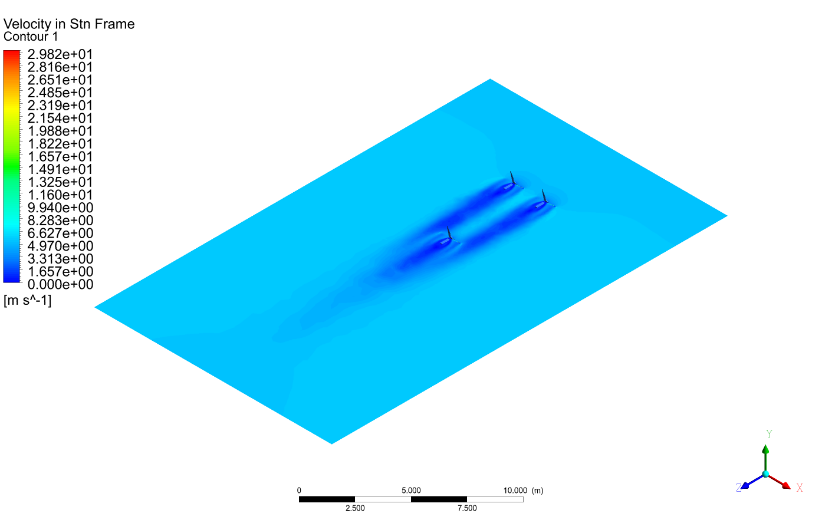 Velocity in Stn Frame
Contour 1
2.982e+01
2.816e+01
2.651e+01
2.485e+01
2.319e+01
2.154e+01
1.988e+01
1.822e+01
1.657e+01
1.491e+01
1.325e+01
1.160e+01
9.940e+00
8.283e+00
6.627e+00
4.970e+00
3.313e+00
1.657e+00
0.000e+00
[m s^-1]
Y
Z X
0 5.000 10.000 (m)
2.500 7.500